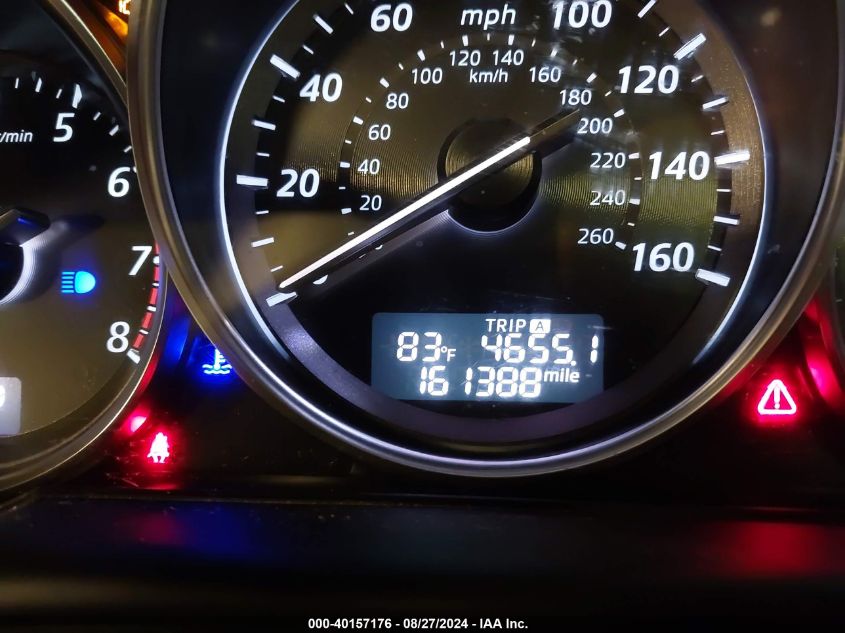 60 mph 100
120 140
100 km/h 160
40 80 180 120
5 60 200
r/min
6 20 40 220 140
20 240
7 260 160
8
TRIP A
83°F 4655.1
161388 mile
000-40157176 - 08/27/2024 - IAA Inc.